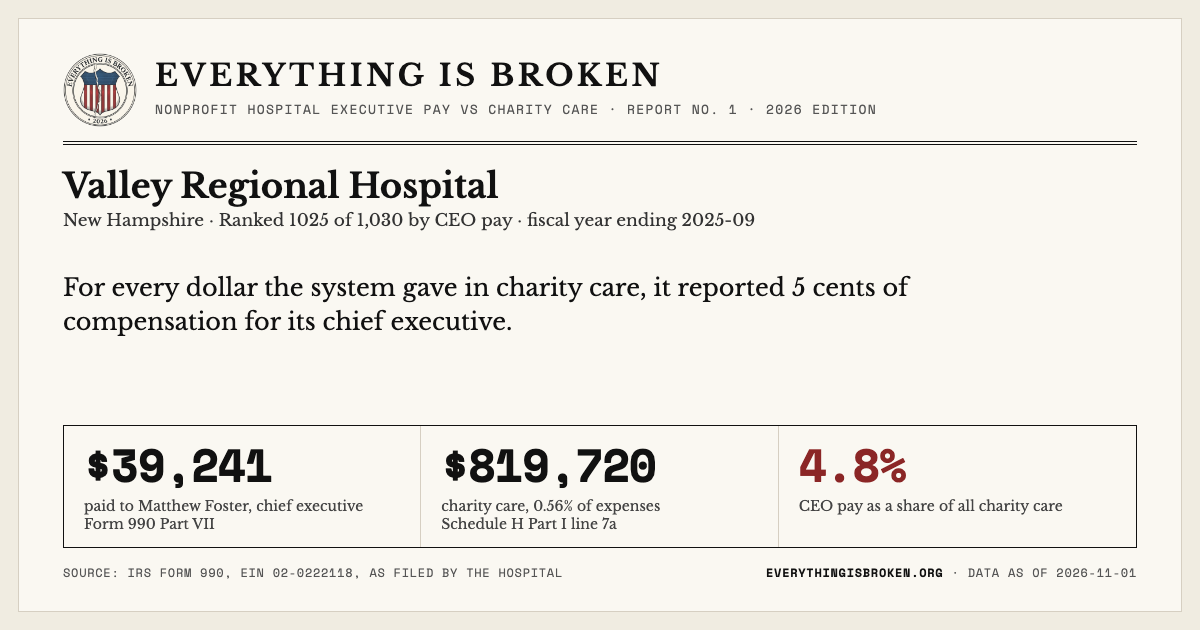 EVERYTHING IS BROKEN
2026
EVERYTHING IS BROKEN
NONPROFIT HOSPITAL EXECUTIVE PAY VS CHARITY CARE · REPORT NO. 1 · 2026 EDITION
Valley Regional Hospital
New Hampshire · Ranked 1025 of 1,030 by CEO pay · fiscal year ending 2025-09
For every dollar the system gave in charity care, it reported 5 cents of
compensation for its chief executive.
$39,241
paid to Matthew Foster, chief executive
Form 990 Part VII
$819,720
charity care, 0.56% of expenses
Schedule H Part I line 7a
4.8%
CEO pay as a share of all charity care
SOURCE: IRS FORM 990, EIN 02-0222118, AS FILED BY THE HOSPITAL
EVERYTHINGISBROKEN.ORG · DATA AS OF 2026-11-01